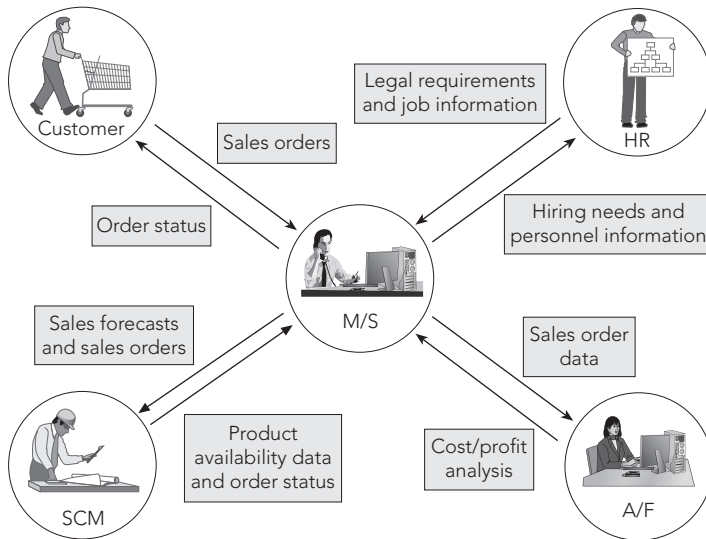 Customer
Sales orders
Order status
Legal requirements
and job information
HR
Hiring needs and
personnel information
M/S
Sales forecasts
and sales orders
SCM
Product
availability data
and order status
Sales order
data
Cost/profit
analysis
A/F